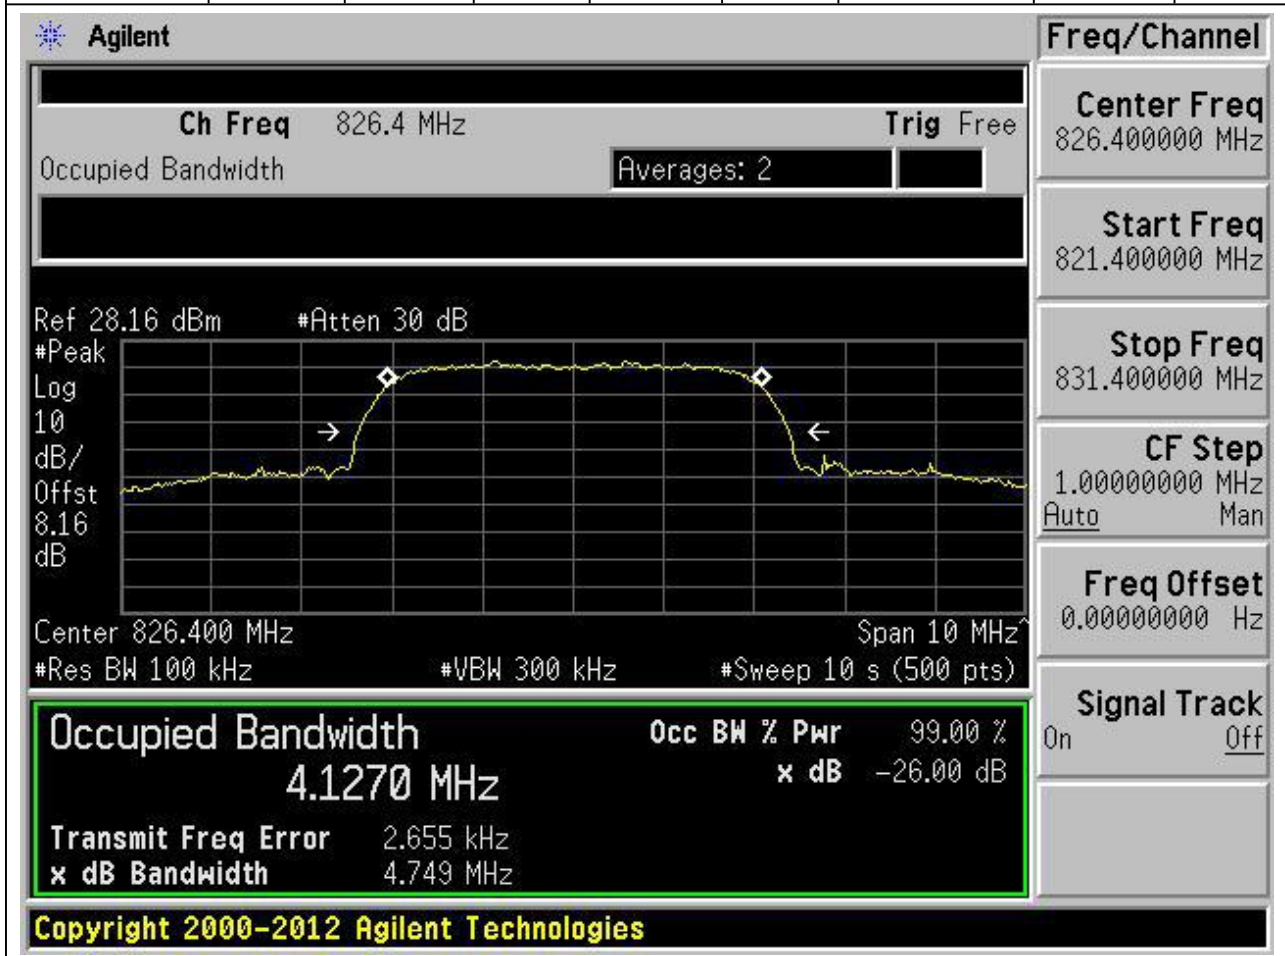 Agilent
Freq/Channel
Ch Freq 826.4 MHz Trig Free
Occupied Bandwidth Averages: 2
Center Freq
826.400000 MHz
Start Freq
821.400000 MHz
Ref 28.16 dBm #Atten 30 dB
#Peak
Log
10
dB/
Offst
8.16
dB
Stop Freq
831.400000 MHz
CF Step
1.00000000 MHz
Auto Man
Freq Offset
0.00000000 Hz
Center 826.400 MHz Span 10 MHz^
#Res BW 100 kHz #VBW 300 kHz #Sweep 10 s (500 pts)
Signal Track
On Off
Occupied Bandwidth Occ BW % Pwr 99.00 %
4.1270 MHz x dB -26.00 dB
Transmit Freq Error 2.655 kHz
x dB Bandwidth 4.749 MHz
Copyright 2000-2012 Agilent Technologies